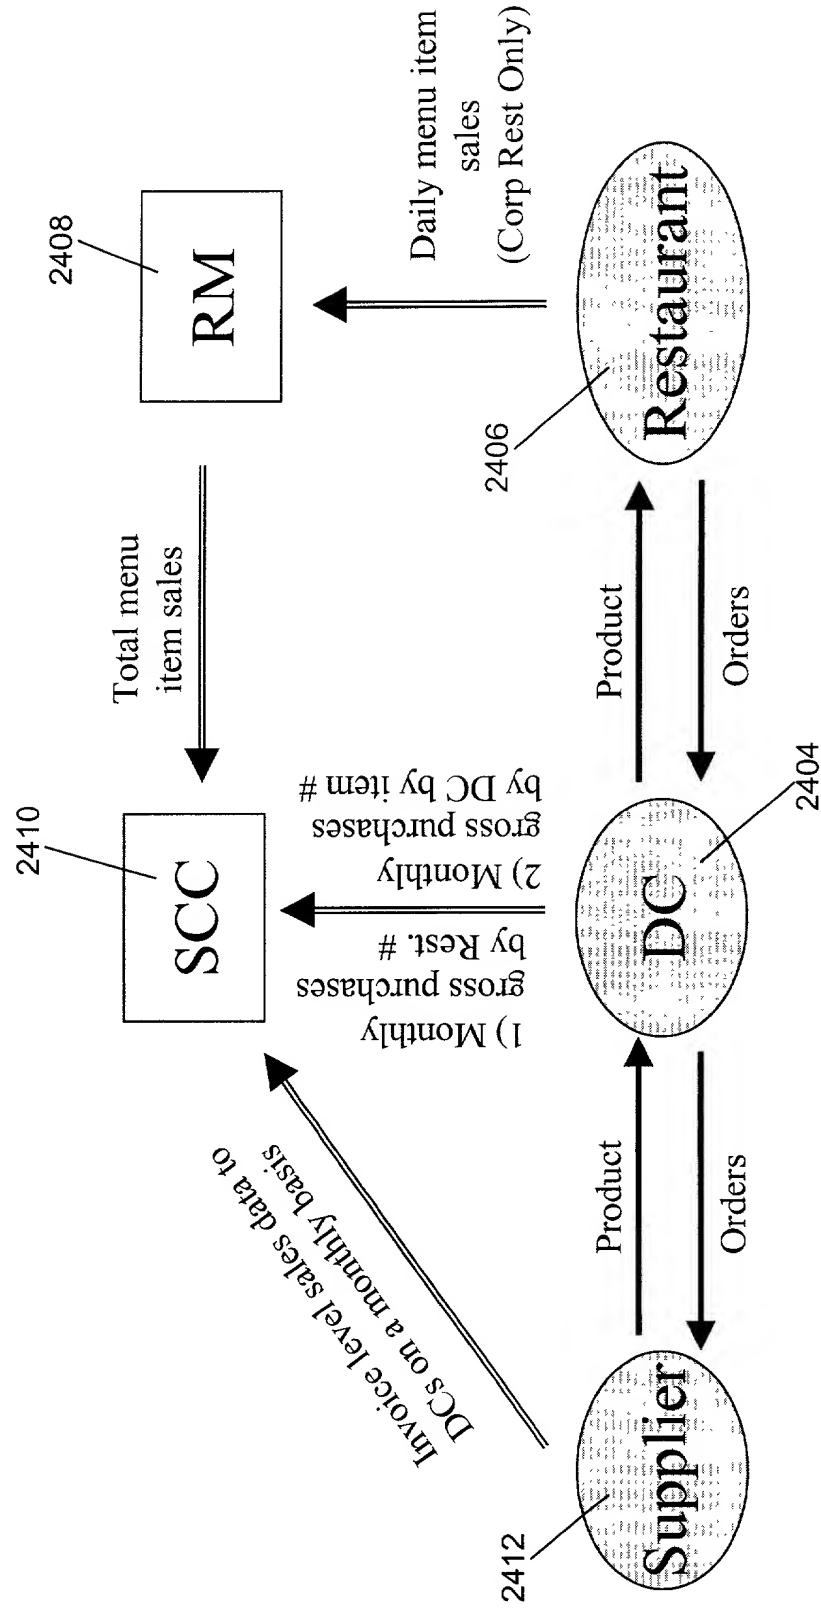 2410
SCC
Total menu
item sales
2408
RM
Invoice level sales data to
DCs on a monthly basis
1) Monthly
gross purchases
by Rest. #
2) Monthly
gross purchases
by DC by item #
Daily menu item
sales
(Corp Rest Only)
2412
Supplier
Product
Orders
DC
2404
Product
Orders
2406
Restaurant